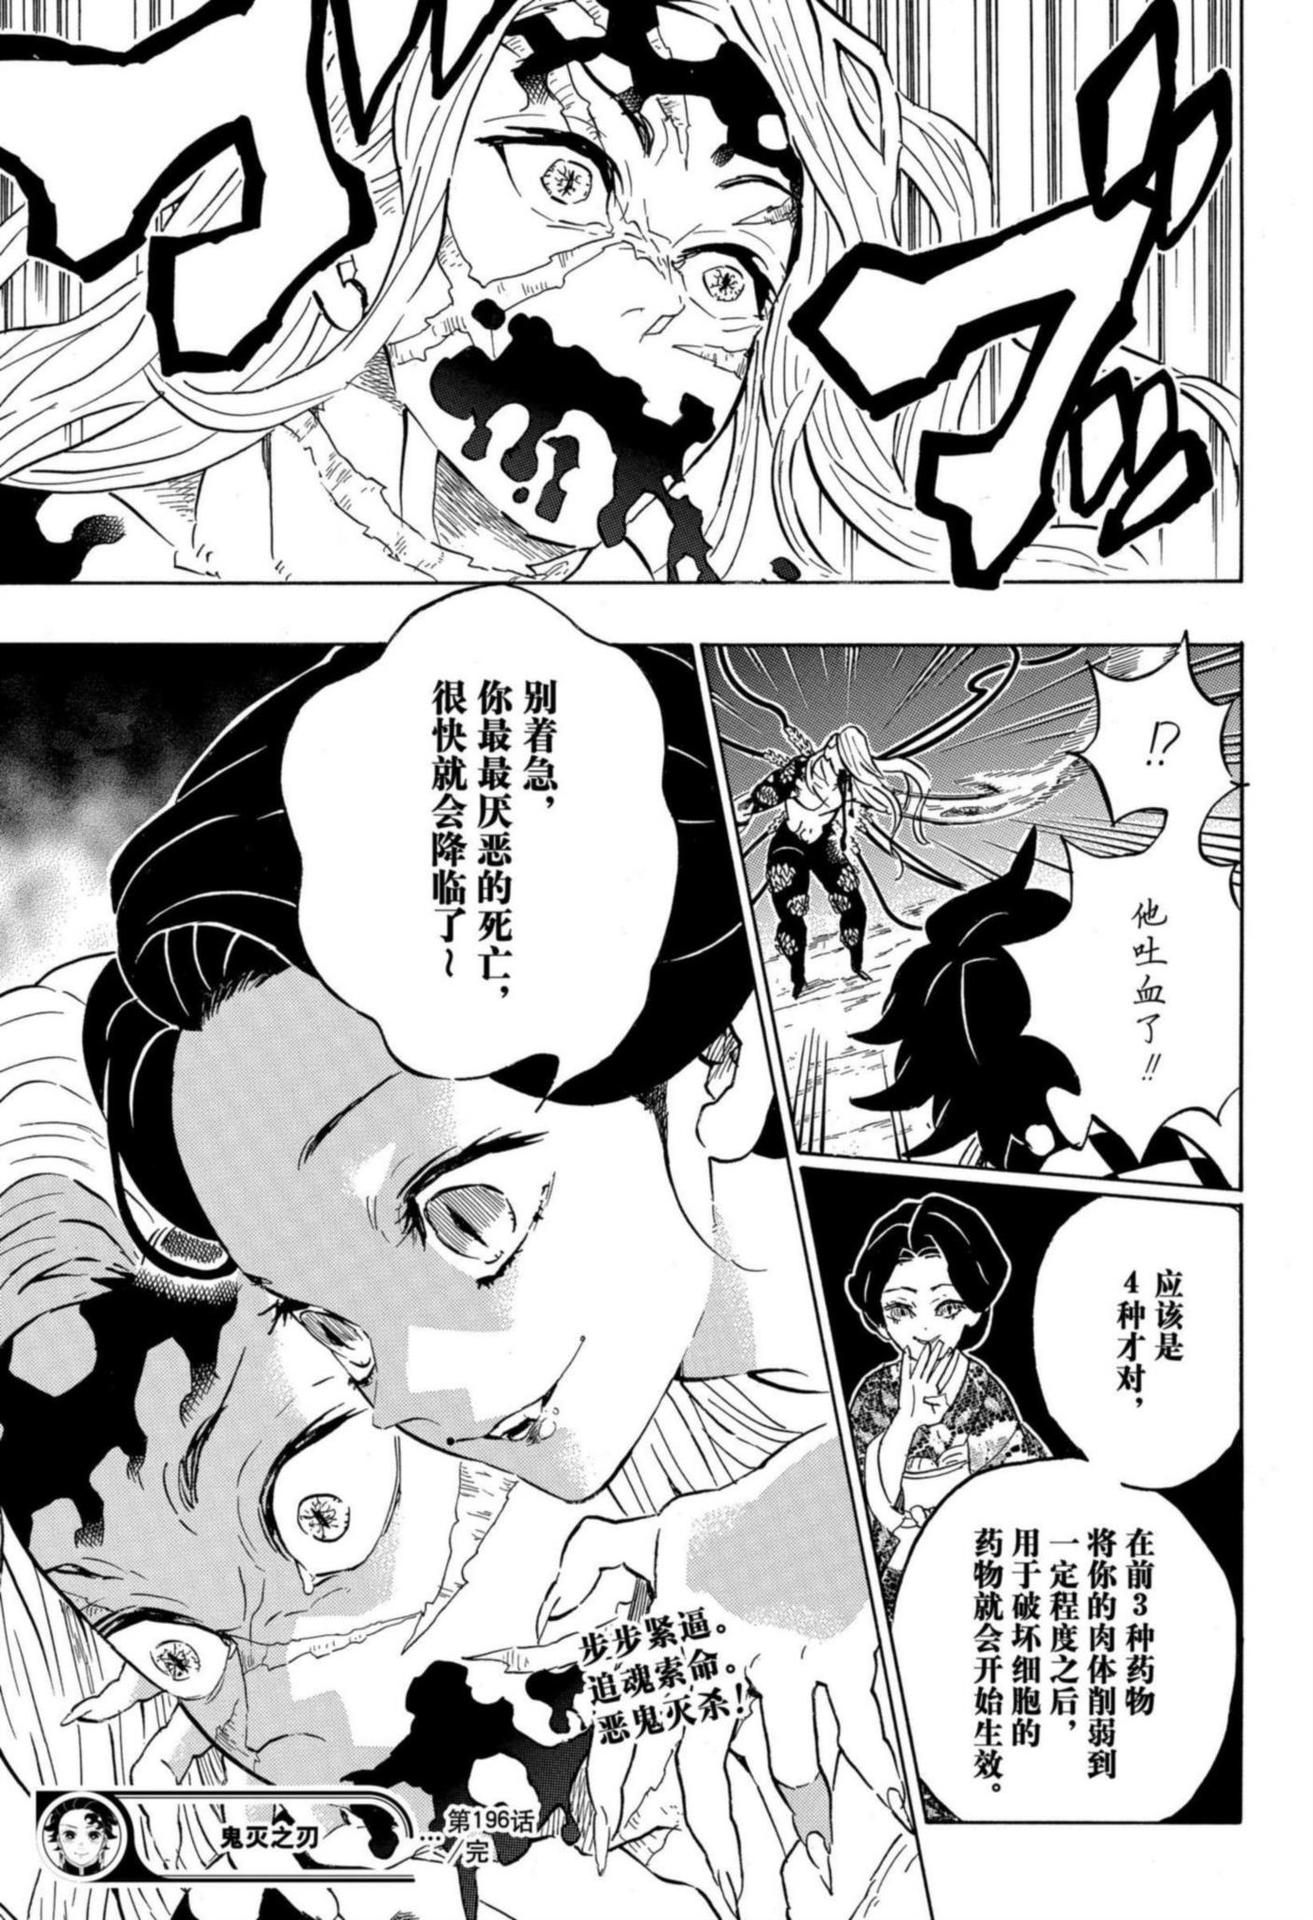 ゴフッ
!?
他吐血了!!
应该是
4种才对，
在前3种药物
将你的肉体削弱到
一定程度之后，
用于破坏细胞的
药物就会开始生效。
别着急，
你最最厌恶的死亡，
很快就会降临了~
步步紧逼。
追魂索命。
恶鬼灭杀！
鬼灭之刃
…第196话
/完